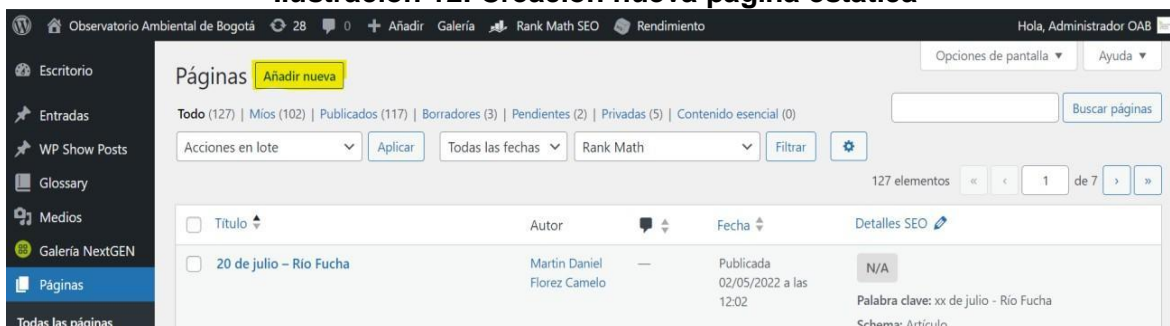 Ilustración 12. Creación nueva página estática
Observatorio Ambiental de Bogotá 28 0 + Añadir Galería Rank Math SEO Rendimiento Hola, Administrador OAB
Opciones de pantalla Ayuda
Escritorio
Páginas Añadir nueva
Entradas
Todo (127) | Míos (102) | Publicados (117) | Borradores (3) | Pendientes (2) | Privadas (5) | Contenido esencial (0)
Buscar páginas
WP Show Posts
Acciones en lote Aplicar Todas las fechas Rank Math Filtrar
Glossary
127 elementos « ‹ 1 de 7 › »
Medios
Título Autor Fecha Detalles SEO
Galería NextGEN
20 de julio – Río Fucha Martin Daniel — Publicada N/A
Páginas
Florez Camelo 02/05/2022 a las
12:02 Palabra clave: xx de julio - Río Fucha
Todas las páginas Schema: Artículo